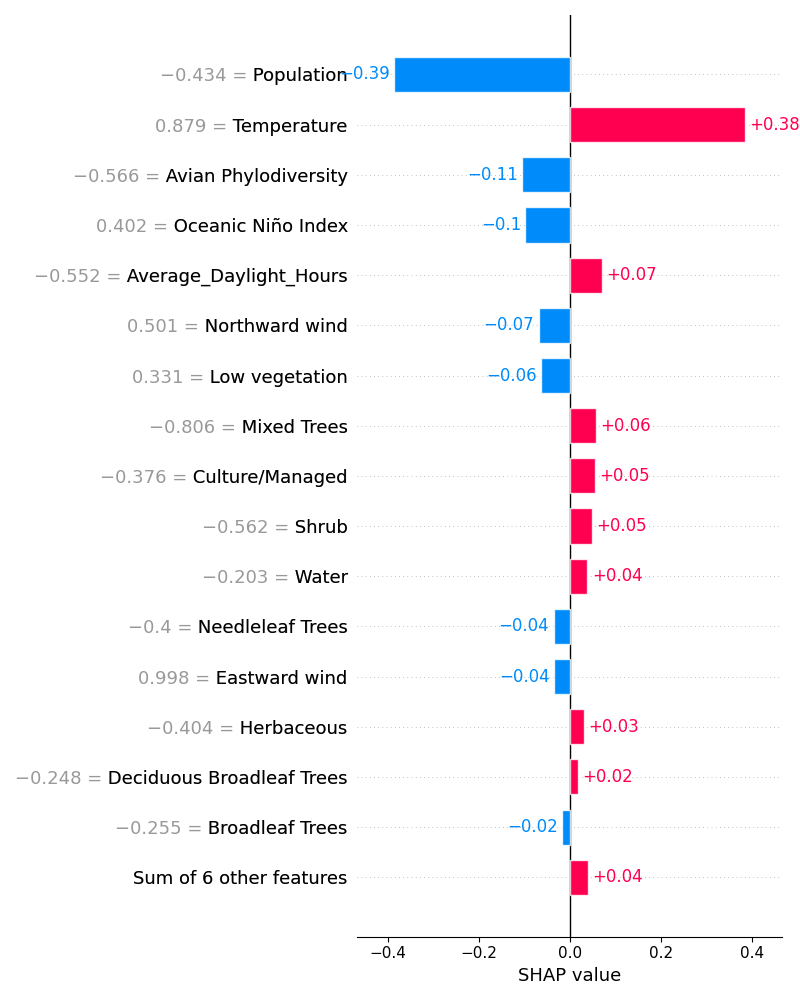 −0.434 = Population −0.39
0.879 = Temperature +0.38
−0.566 = Avian Phylodiversity −0.11
0.402 = Oceanic Niño Index −0.1
−0.552 = Average_Daylight_Hours +0.07
0.501 = Northward wind −0.07
0.331 = Low vegetation −0.06
−0.806 = Mixed Trees +0.06
−0.376 = Culture/Managed +0.05
−0.562 = Shrub +0.05
−0.203 = Water +0.04
−0.4 = Needleleaf Trees −0.04
0.998 = Eastward wind −0.04
−0.404 = Herbaceous +0.03
−0.248 = Deciduous Broadleaf Trees +0.02
−0.255 = Broadleaf Trees −0.02
Sum of 6 other features +0.04
−0.4 −0.2 0.0 0.2 0.4
SHAP value